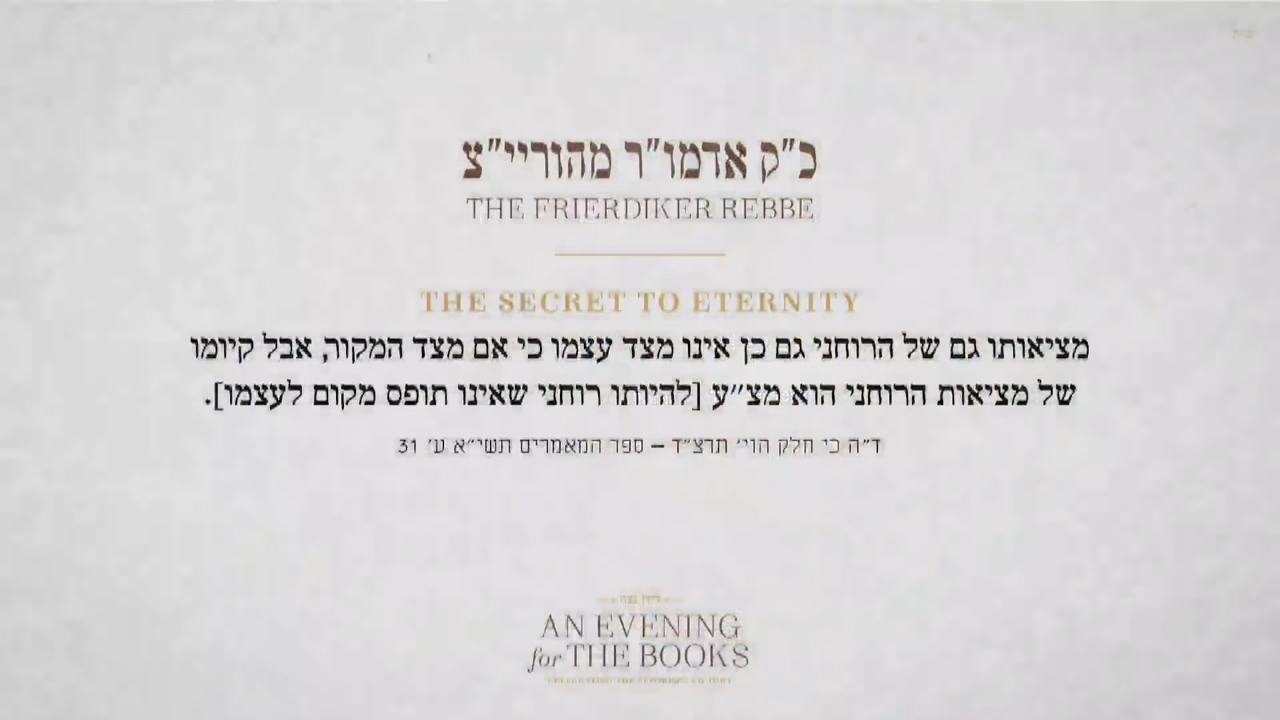 כ"ק אדמו"ר מהוריי"צ
THE FRIERDIKER REBBE
THE SECRET TO ETERNITY
מציאותו גם של הרוחני גם כן אינו מצד עצמו כי אם מצד המקור, אבל קיומו
של מציאות הרוחני הוא מצ״ע [להיותו רוחני שאינו תופס מקום לעצמו].
ד״ה כי חלק הוי׳ תרצ״ד – ספר המאמרים תשי״א ע׳ 31
AN EVENING
for THE BOOKS